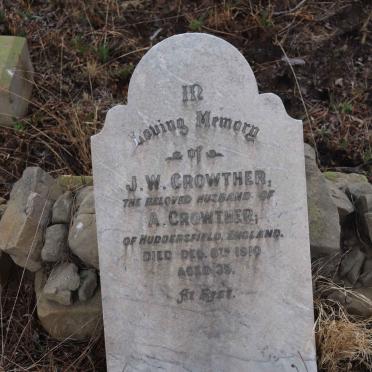 IN
Loving Memory
of
J. W. CROWTHER,
THE BELOVED HUSBAND OF
A. CROWTHER,
OF HUDDERSFIELD, ENGLAND.
DIED DEC. 6TH 1910
AGED 35.
At Rest.